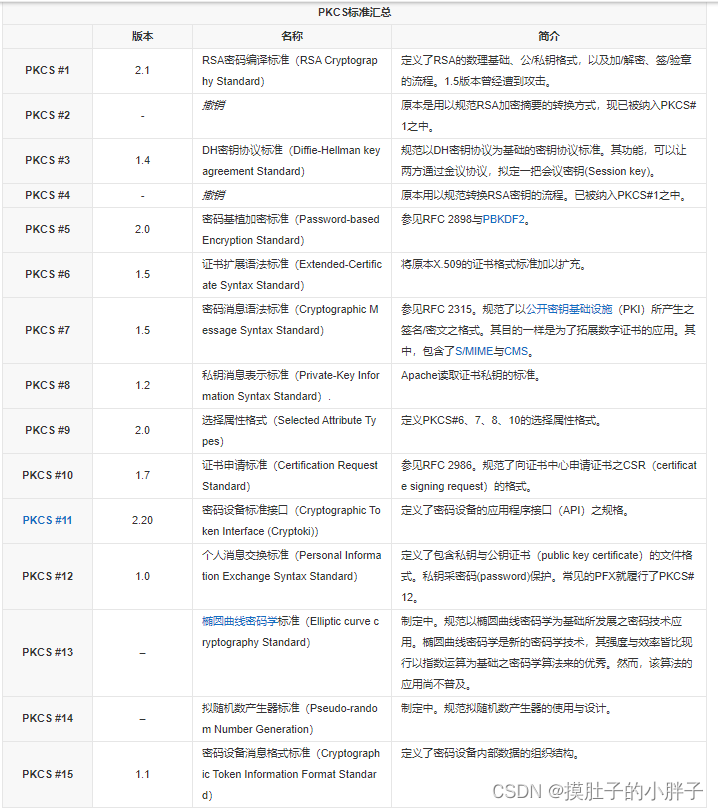 PKCS标准汇总
版本 名称 简介
PKCS #1
2.1
RSA密码编译标准（RSA Cryptograp
hy Standard）
定义了RSA的数理基础、公/私钥格式，以及加/解密、签/验章
的流程。1.5版本曾经遭到攻击。
PKCS #2
-
撤销
原本是用以规范RSA加密摘要的转换方式，现已被纳入PKCS#
1之中。
PKCS #3
1.4
DH密钥协议标准（Diffie-Hellman key
agreement Standard）
规范以DH密钥协议为基础的密钥协议标准。其功能，可以让
两方通过金议协议，拟定一把会议密钥(Session key)。
PKCS #4
-
撤销
原本用以规范转换RSA密钥的流程。已被纳入PKCS#1之中。
PKCS #5
2.0
密码基植加密标准（Password-based
Encryption Standard）
参见RFC 2898与PBKDF2。
PKCS #6
1.5
证书扩展语法标准（Extended-Certific
ate Syntax Standard）
将原本X.509的证书格式标准加以扩充。
PKCS #7
1.5
密码消息语法标准（Cryptographic M
essage Syntax Standard）
参见RFC 2315。规范了以公开密钥基础设施（PKI）所产生之
签名/密文之格式。其目的一样是为了拓展数字证书的应用。其
中，包含了S/MIME与CMS。
PKCS #8
1.2
私钥消息表示标准（Private-Key Infor
mation Syntax Standard）.
Apache读取证书私钥的标准。
PKCS #9
2.0
选择属性格式（Selected Attribute Ty
pes）
定义PKCS#6、7、8、10的选择属性格式。
PKCS #10
1.7
证书申请标准（Certification Request
Standard）
参见RFC 2986。规范了向证书中心申请证书之CSR（certificat
e signing request）的格式。
PKCS #11
2.20
密码设备标准接口（Cryptographic To
ken Interface (Cryptoki)）
定义了密码设备的应用程序接口（API）之规格。
PKCS #12
1.0
个人消息交换标准（Personal Informa
tion Exchange Syntax Standard）
定义了包含私钥与公钥证书（public key certificate）的文件格
式。私钥采密码(password)保护。常见的PFX就履行了PKCS#
12。
PKCS #13
–
椭圆曲线密码学标准（Elliptic curve c
ryptography Standard）
制定中。规范以椭圆曲线密码学为基础所发展之密码技术应
用。椭圆曲线密码学是新的密码学技术，其强度与效率皆比现
行以指数运算为基础之密码学算法来的优秀。然而，该算法的
应用尚不普及。
PKCS #14
–
拟随机数产生器标准（Pseudo-rando
m Number Generation）
制定中。规范拟随机数产生器的使用与设计。
PKCS #15
1.1
密码设备消息格式标准（Cryptograph
ic Token Information Format Standar
d）
定义了密码设备内部数据的组织结构。
CSDN @摸肚子的小胖子